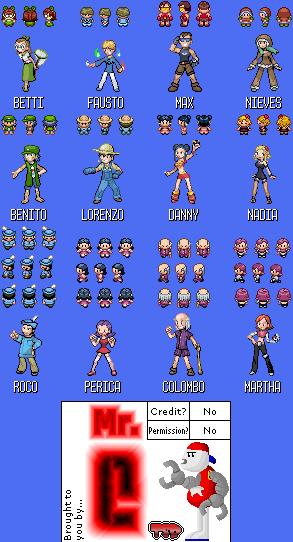 BETTI
FAUSTO
MAX
NIEVES
BENITO
LORENZO
DANNY
NADIA
ROCO
PERICA
COLOMBO
MARTHA
Brought to
you by...
Mr.
C
Credit? No
Permission? No